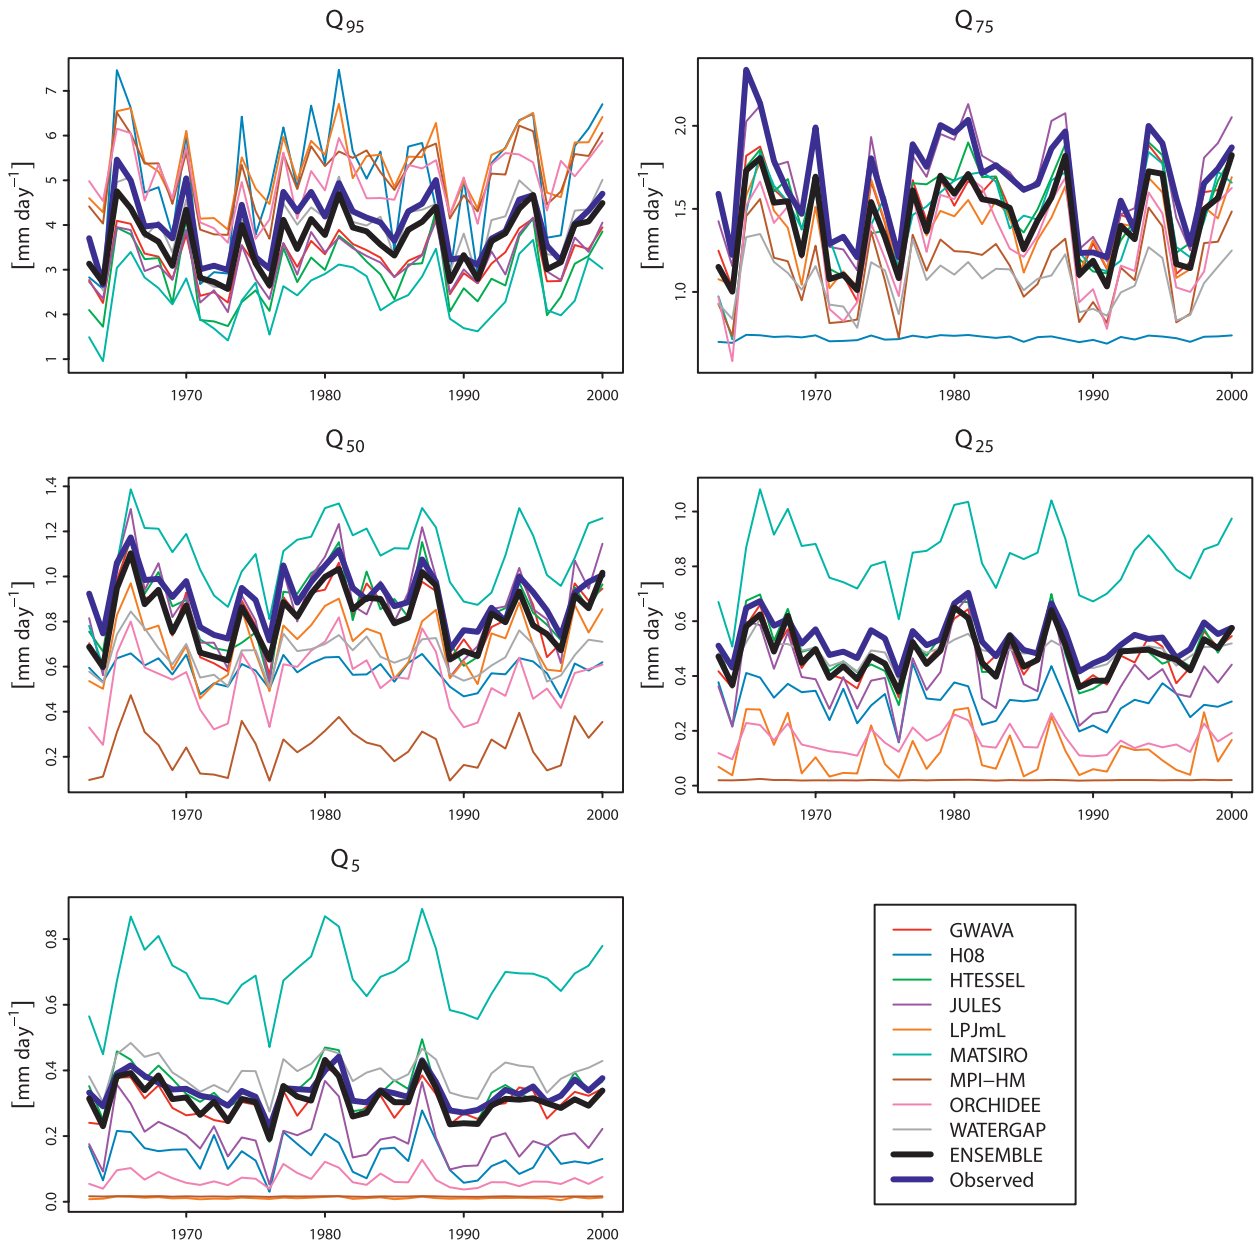 Q95
Q75
[mm day−1]
7
6
5
4
3
2
1
1970
1980
1990
2000
[mm day−1]
2.0
1.5
1.0
1970
1980
1990
2000
Q50
Q25
[mm day−1]
1.4
1.2
1.0
0.8
0.6
0.4
0.2
1970
1980
1990
2000
[mm day−1]
1.0
0.8
0.6
0.4
0.2
0.0
1970
1980
1990
2000
Q5
[mm day−1]
0.8
0.6
0.4
0.2
0.0
1970
1980
1990
2000
GWAVA
H08
HTESSEL
JULES
LPJmL
MATSIRO
MPI−HM
ORCHIDEE
WATERGAP
ENSEMBLE
Observed